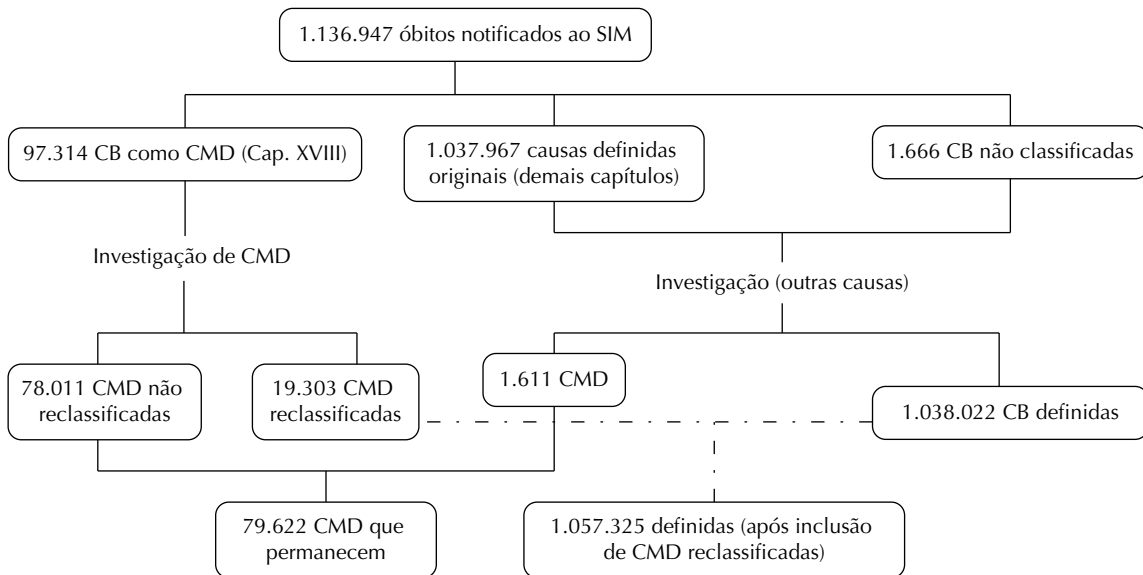 1.136.947 óbitos notificados ao SIM
97.314 CB como CMD (Cap. XVIII)
1.037.967 causas definidas
originais (demais capítulos)
1.666 CB não classificadas
Investigação de CMD
Investigação (outras causas)
78.011 CMD não
reclassificadas
19.303 CMD
reclassificadas
1.611 CMD
1.038.022 CB definidas
79.622 CMD que
permanecem
1.057.325 definidas (após inclusão
de CMD reclassificadas)